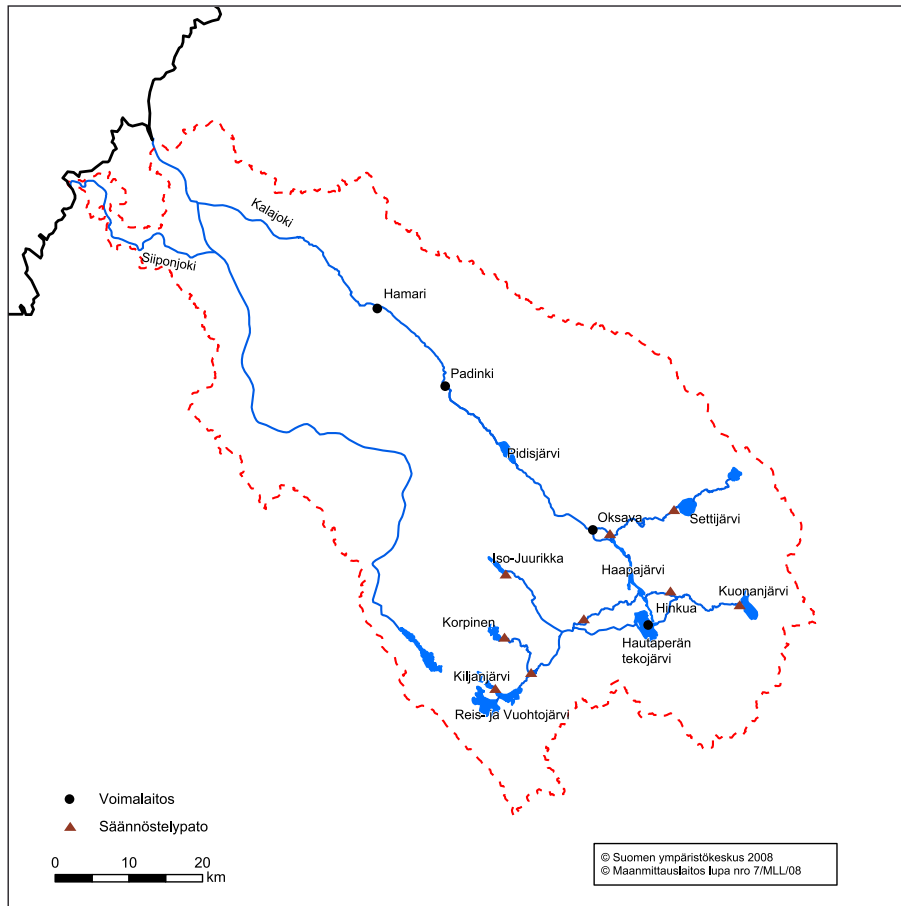 Kalajoki
Siiponjoki
Hamari
Padinki
Pidisjärvi
Oksava
Settijärvi
Iso-Juurikka
Haapajärvi
Kuonanjärvi
Hinkua
Korpinen
Hautaperän
tekojärvi
Kiljanjärvi
Reis- ja Vuohtojärvi
Voimalaitos
Säännöstelypato
0 10 20
km
© Suomen ympäristökeskus 2008
© Maanmittauslaitos lupa nro 7/MLL/08